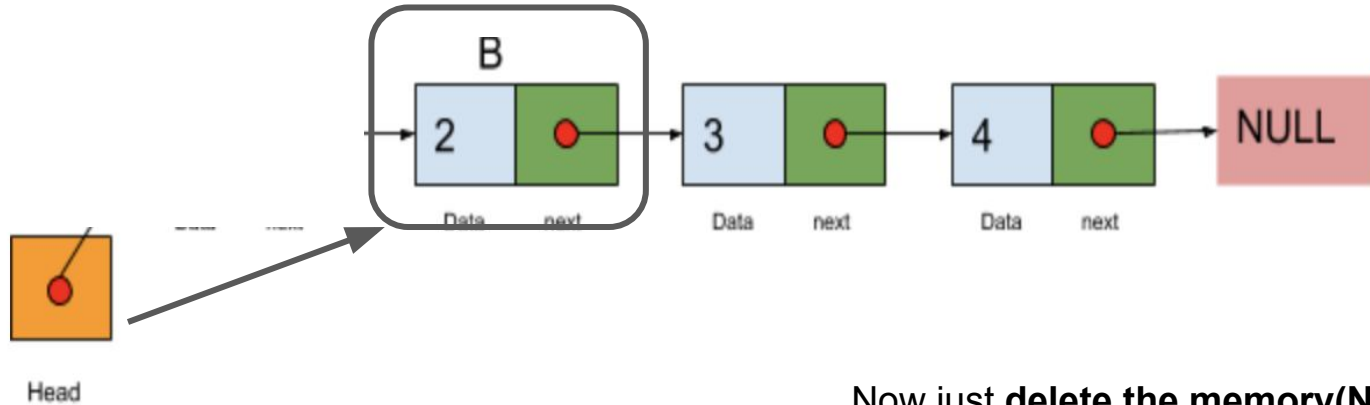 B
2
3
4
NULL
Data next
Data next
Data next
Head
Now just delete the memory(N